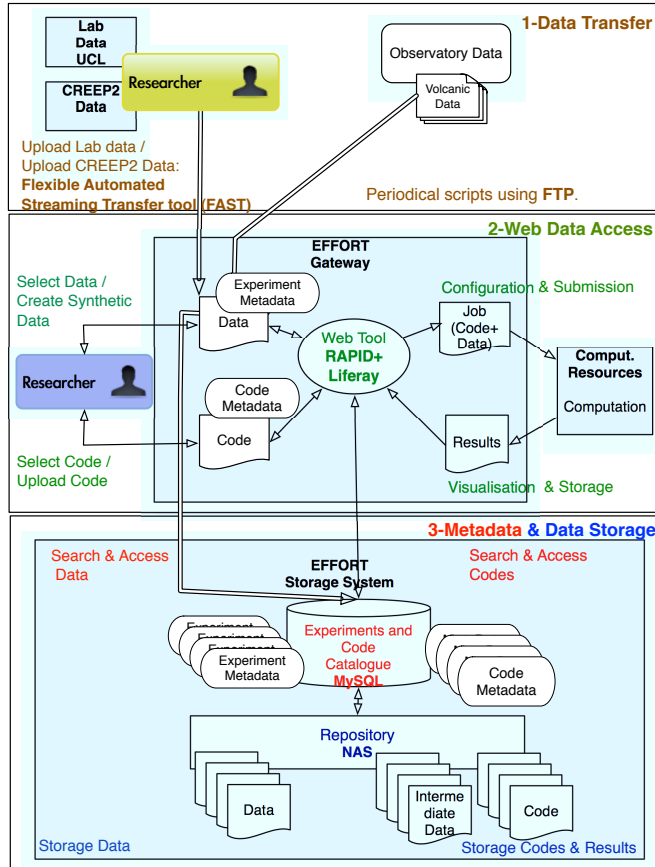 1-Data Transfer
Lab
Data
UCL
CREEP2
Data
Researcher
Observatory Data
Volcanic
Data
Upload Lab data /
Upload CREEP2 Data:
Flexible Automated
Streaming Transfer tool (FAST)
Periodical scripts using FTP.
2-Web Data Access
EFFORT
Gateway
Select Data /
Create Synthetic
Data
Experiment
Metadata
Data
Configuration & Submission
Job
(Code+
Data)
Web Tool
RAPID+
Liferay
Comput.
Resources
Computation
Researcher
Code
Metadata
Code
Results
Select Code /
Upload Code
Visualisation & Storage
3-Metadata & Data Storage
Search & Access
Data
EFFORT
Storage System
Search & Access
Codes
Experiments and
Code
Catalogue
MySQL
Experiment
Experiment
Experiment
Experiment
Metadata
Code
Metadata
Repository
NAS
Data
Interme
diate
Data
Code
Storage Data
Storage Codes & Results